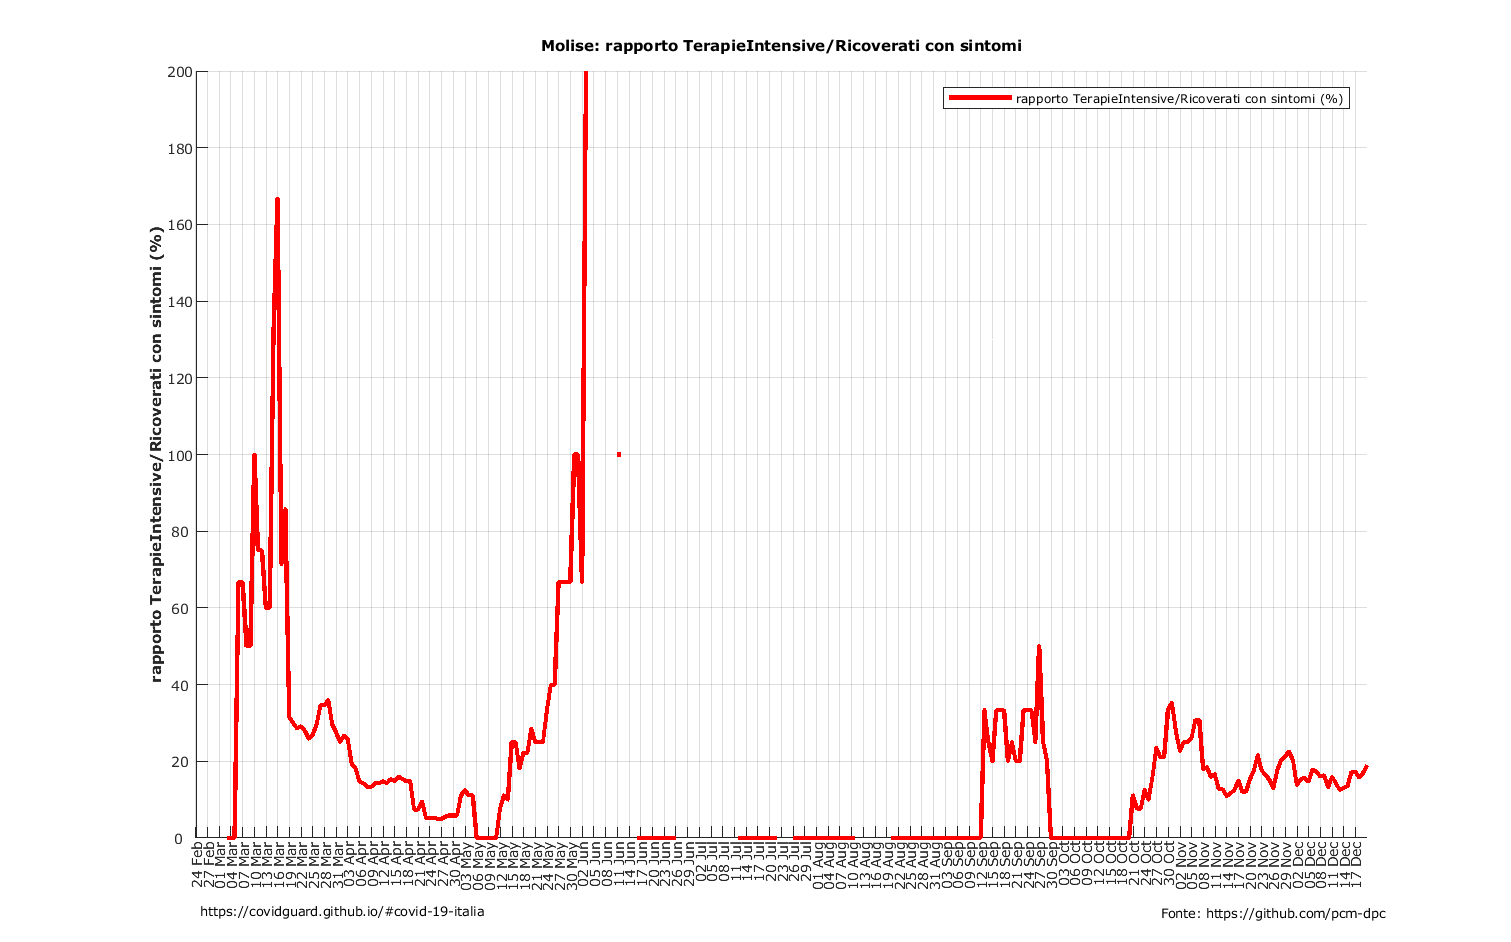 Molise: rapporto TerapieIntensive/Ricoverati con sintomi
rapporto TerapieIntensive/Ricoverati con sintomi (%)
rapporto TerapieIntensive/Ricoverati con sintomi (%)
200
180
160
140
120
100
80
60
40
20
0
24 Feb
27 Feb
01 Mar
04 Mar
07 Mar
10 Mar
13 Mar
16 Mar
19 Mar
22 Mar
25 Mar
28 Mar
31 Mar
03 Apr
06 Apr
09 Apr
12 Apr
15 Apr
18 Apr
21 Apr
24 Apr
27 Apr
30 Apr
03 May
06 May
09 May
12 May
15 May
18 May
21 May
24 May
27 May
30 May
02 Jun
05 Jun
08 Jun
11 Jun
14 Jun
17 Jun
20 Jun
23 Jun
26 Jun
29 Jun
02 Jul
05 Jul
08 Jul
11 Jul
14 Jul
17 Jul
20 Jul
23 Jul
26 Jul
29 Jul
01 Aug
04 Aug
07 Aug
10 Aug
13 Aug
16 Aug
19 Aug
22 Aug
25 Aug
28 Aug
31 Aug
03 Sep
06 Sep
09 Sep
12 Sep
15 Sep
18 Sep
21 Sep
24 Sep
27 Sep
30 Sep
03 Oct
06 Oct
09 Oct
12 Oct
15 Oct
18 Oct
21 Oct
24 Oct
27 Oct
30 Oct
02 Nov
05 Nov
08 Nov
11 Nov
14 Nov
17 Nov
20 Nov
23 Nov
26 Nov
29 Nov
02 Dec
05 Dec
08 Dec
11 Dec
14 Dec
17 Dec
https://covidguard.github.io/#covid-19-italia
Fonte: https://github.com/pcm-dpc